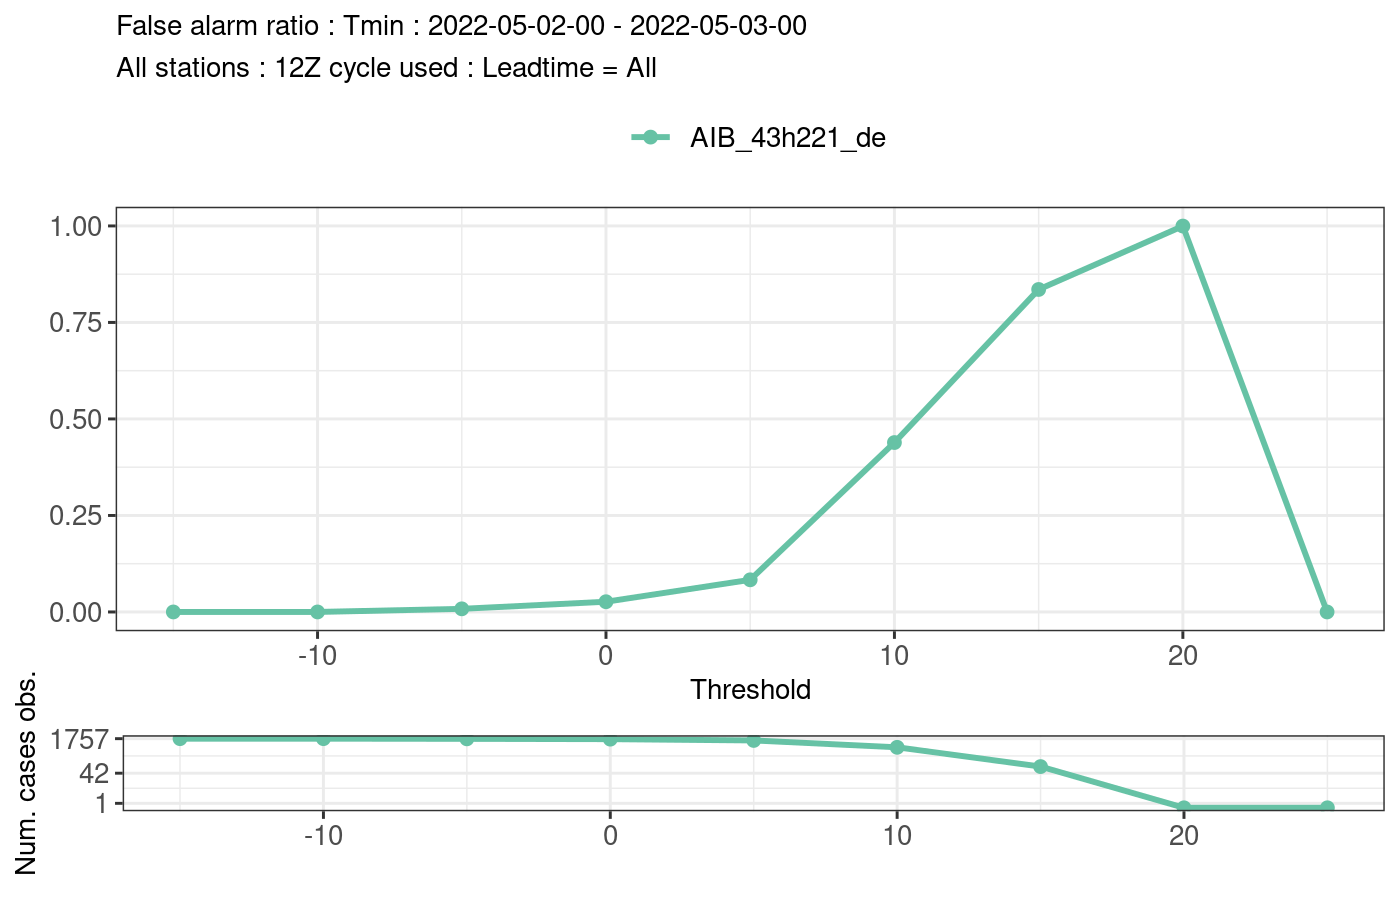 False alarm ratio : Tmin : 2022-05-02-00 - 2022-05-03-00
All stations : 12Z cycle used : Leadtime = All
AIB_43h221_de
1.00
0.75
0.50
0.25
0.00
-10 0 10 20
Threshold
Num. cases obs.
1757
42
1
-10 0 10 20